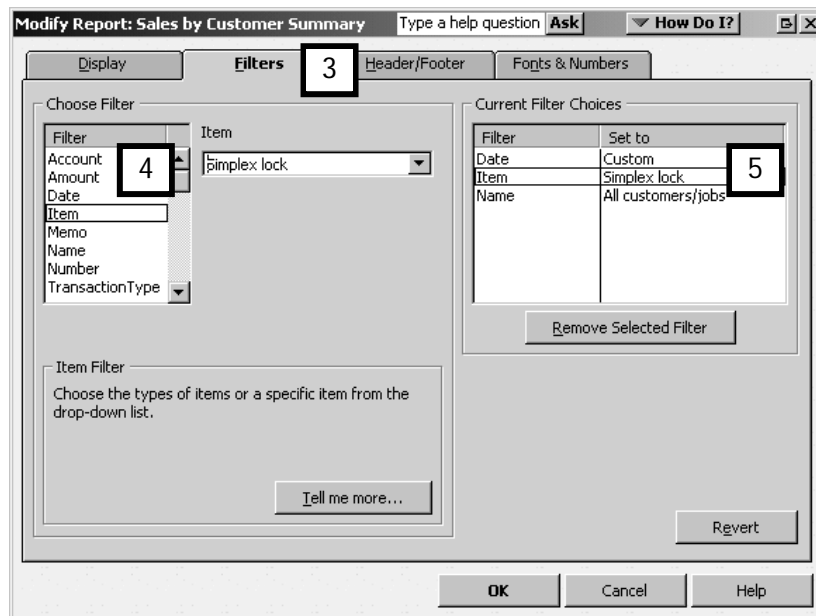 Modify Report: Sales by Customer Summary Type a help question Ask How Do I?
Display Filters 3 Header/Footer Fonts & Numbers
Choose Filter
Filter
Account
Amount
Date
Item
Memo
Name
Number
TransactionType
4
Item
Simplex lock
Current Filter Choices
Filter Set to
Date Custom
Item Simplex lock
Name All customers/jobs
5
Remove Selected Filter
Item Filter
Choose the types of items or a specific item from the
drop-down list.
Tell me more...
Revert
OK Cancel Help